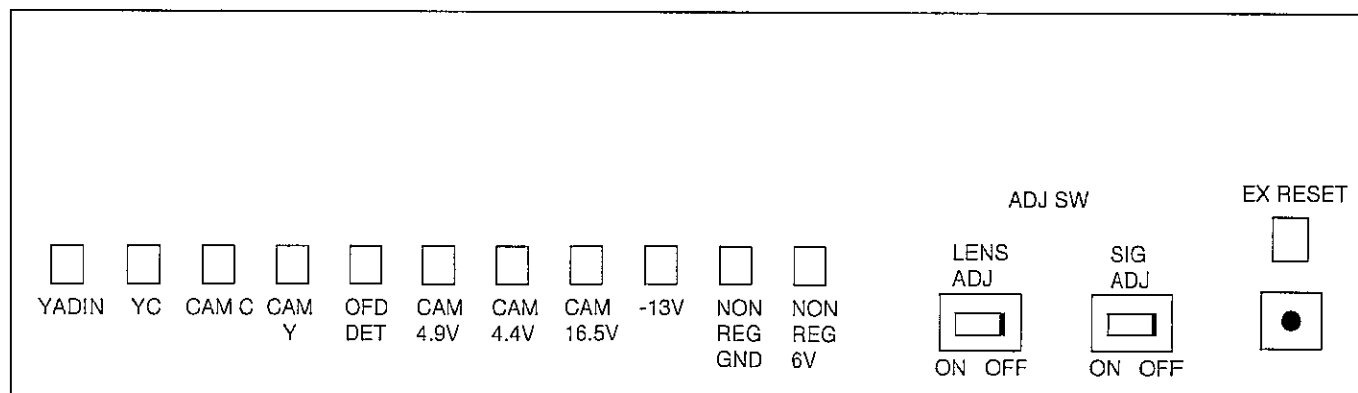 YADIN
YC
CAM C
CAM
Y
OFD
DET
CAM
4.9V
CAM
4.4V
CAM
16.5V
-13V
NON
REG
GND
NON
REG
6V
ADJ SW
LENS
ADJ
ON OFF
SIG
ADJ
ON OFF
EX RESET